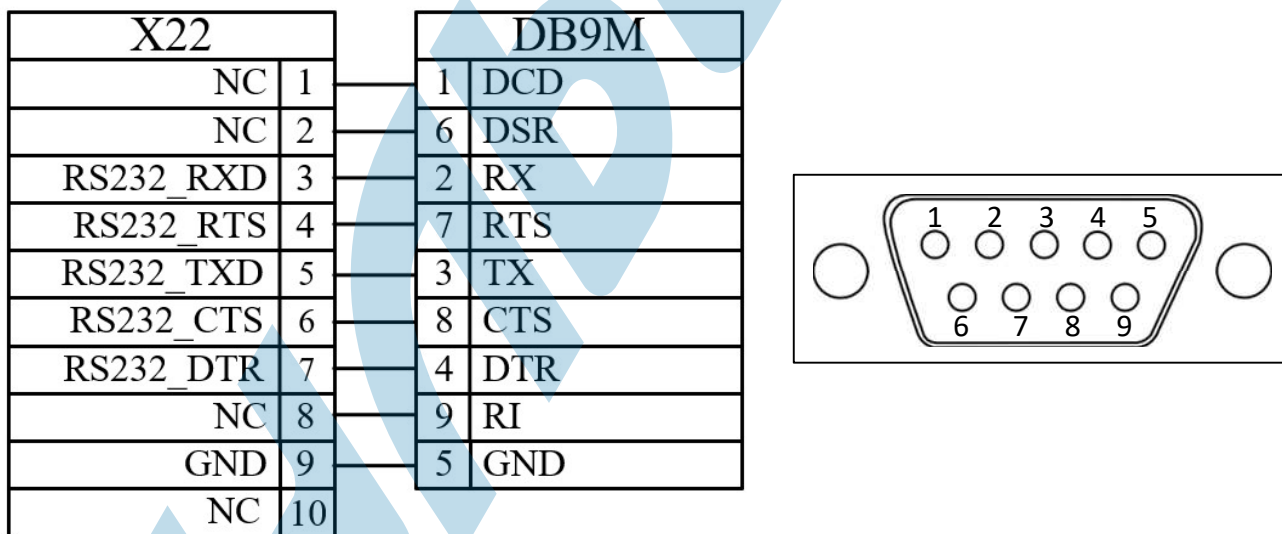 X22 DB9M
NC 1 1 DCD
NC 2 6 DSR
RS232_RXD 3 2 RX
RS232_RTS 4 7 RTS
RS232_TXD 5 3 TX
RS232_CTS 6 8 CTS
RS232_DTR 7 4 DTR
NC 8 9 RI
GND 9 5 GND
NC 10
1 2 3 4 5
6 7 8 9